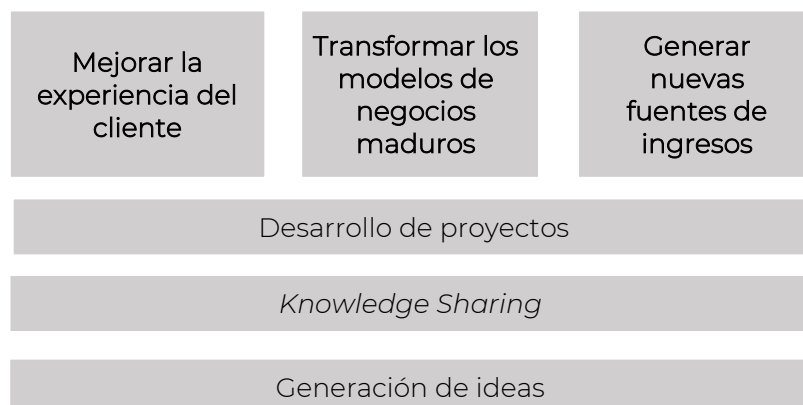 Mejorar la
experiencia del
cliente
Transformar los
modelos de
negocios
maduros
Generar
nuevas
fuentes de
ingresos
Desarrollo de proyectos
Knowledge Sharing
Generación de ideas